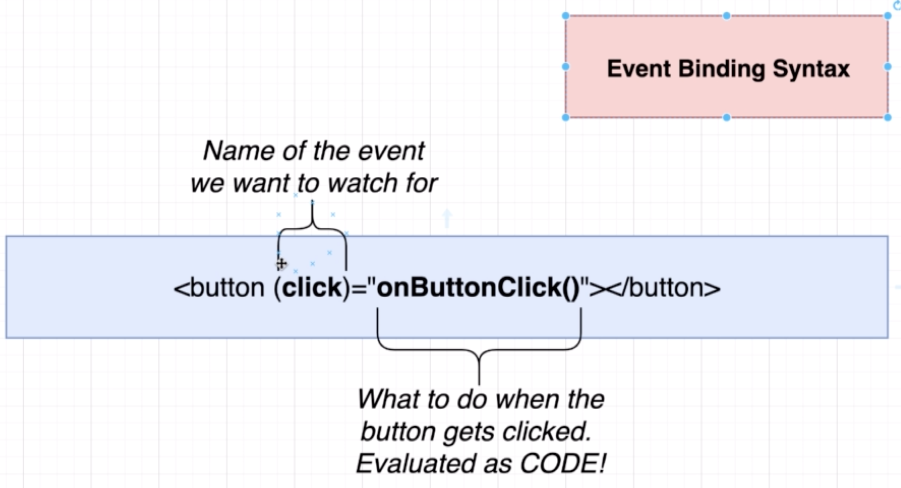 Event Binding Syntax
Name of the event
we want to watch for
<button (click)="onButtonClick()"></button>
What to do when the
button gets clicked.
Evaluated as CODE!